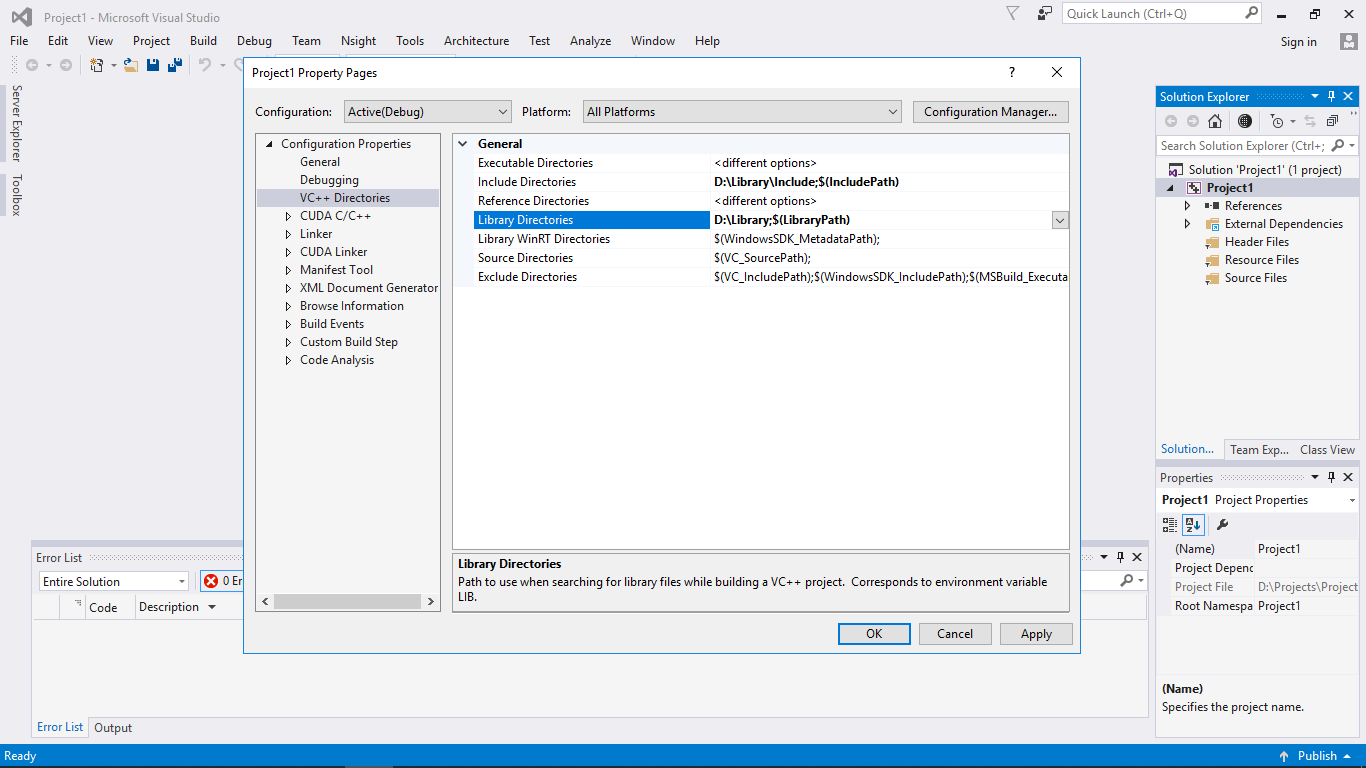 Project1 - Microsoft Visual Studio
Quick Launch (Ctrl+Q)
File Edit View Project Build Debug Team Nsight Tools Architecture Test Analyze Window Help
Sign in
Server Explorer
Toolbox
Project1 Property Pages
?
Configuration: Active(Debug) Platform: All Platforms Configuration Manager...
Configuration Properties
General
Debugging
VC++ Directories
CUDA C/C++
Linker
CUDA Linker
Manifest Tool
XML Document Generator
Browse Information
Build Events
Custom Build Step
Code Analysis
General
Executable Directories <different options>
Include Directories D:\Library\Include;$(IncludePath)
Reference Directories <different options>
Library Directories D:\Library;$(LibraryPath)
Library WinRT Directories $(WindowsSDK_MetadataPath);
Source Directories $(VC_SourcePath);
Exclude Directories $(VC_IncludePath);$(WindowsSDK_IncludePath);$(MSBuild_Executa
Library Directories
Path to use when searching for library files while building a VC++ project. Corresponds to environment variable
LIB.
OK Cancel Apply
Error List
Entire Solution 0 Er
Code Description
Error List Output
Solution Explorer
Search Solution Explorer (Ctrl+;
Solution 'Project1' (1 project)
Project1
References
External Dependencies
Header Files
Resource Files
Source Files
Solution... Team Exp... Class View
Properties
Project1 Project Properties
(Name) Project1
Project Depenc
Project File D:\Projects\Project
Root Namespa Project1
(Name)
Specifies the project name.
Ready
Publish